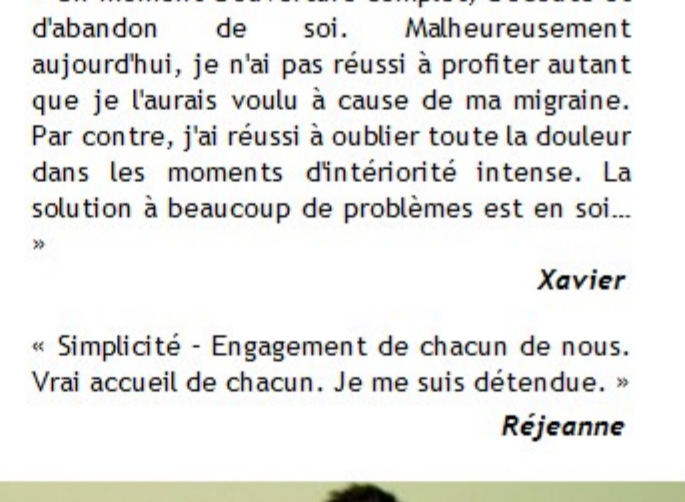 d'abandon de soi. Malheureusement
aujourd'hui, je n'ai pas réussi à profiter autant
que je l'aurais voulu à cause de ma migraine.
Par contre, j'ai réussi à oublier toute la douleur
dans les moments d'intériorité intense. La
solution à beaucoup de problèmes est en soi…
»
Xavier
« Simplicité - Engagement de chacun de nous.
Vrai accueil de chacun. Je me suis détendue. »
Réjeanne